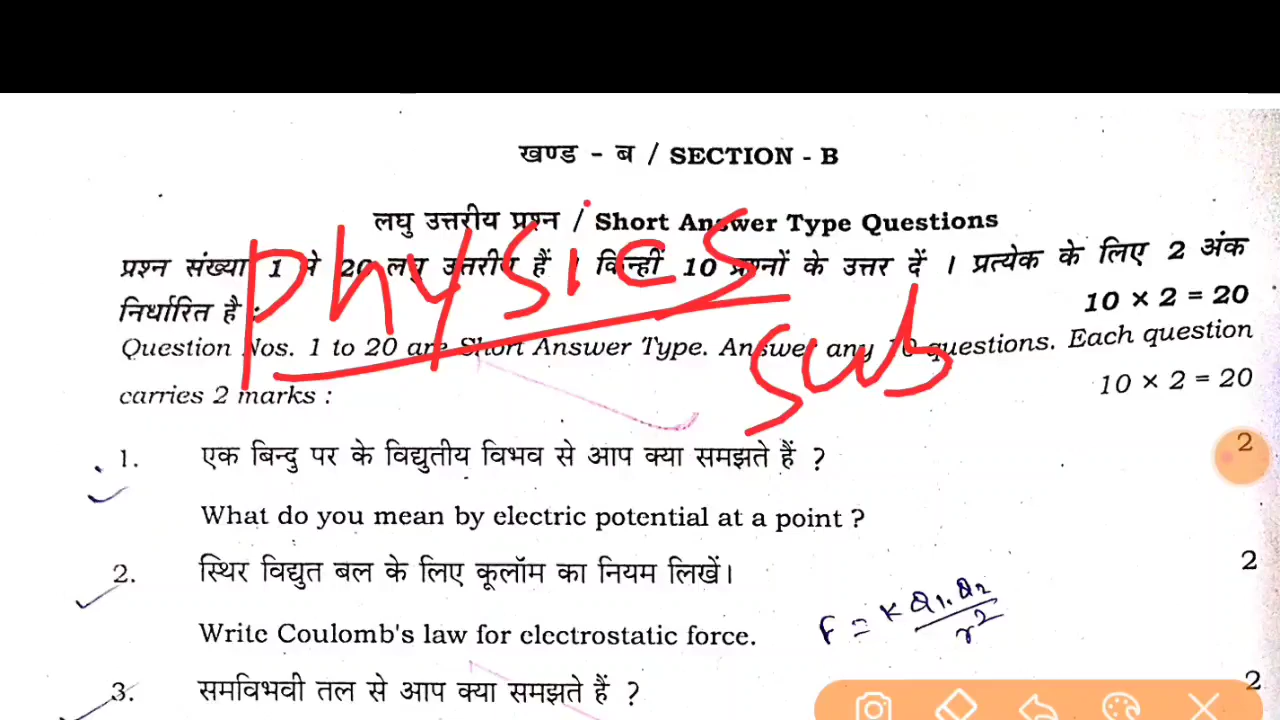 खण्ड - ब / SECTION - B
लघु उत्तरीय प्रश्न / Short Answer Type Questions
प्रश्न संख्या 1 से 20 लघु उत्तरीय हैं । किन्हीं 10 प्रश्नों के उत्तर दें । प्रत्येक के लिए 2 अंक
निर्धारित है : 10 × 2 = 20
Physics
Question Nos. 1 to 20 are Short Answer Type. Answer any 10 questions. Each question
carries 2 marks : 10 × 2 = 20
sub
1. एक बिन्दु पर के विद्युतीय विभव से आप क्या समझते हैं ? 2
What do you mean by electric potential at a point ?
2. स्थिर विद्युत बल के लिए कूलॉम का नियम लिखें। 2
Write Coulomb's law for electrostatic force.
F = K Q1. Q2 / r2
3. समविभवी तल से आप क्या समझते हैं ? 2